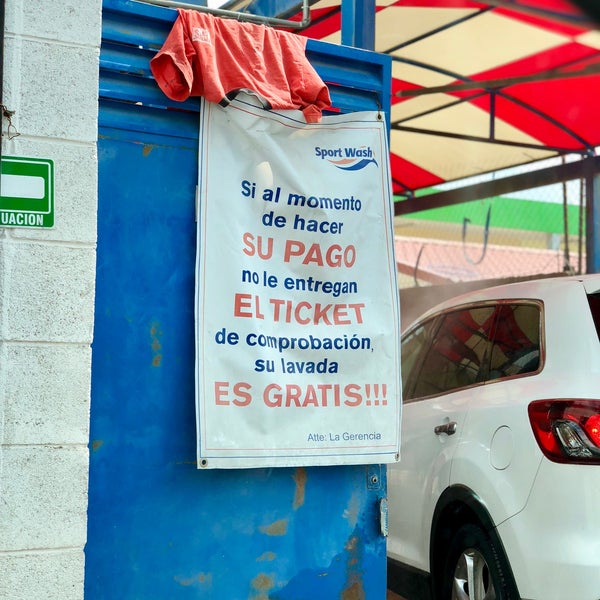 Sport Wash
Si al momento
de hacer
SU PAGO
no le entregan
EL TICKET
de comprobación,
su lavada
ES GRATIS!!!
Atte: La Gerencia
UACION